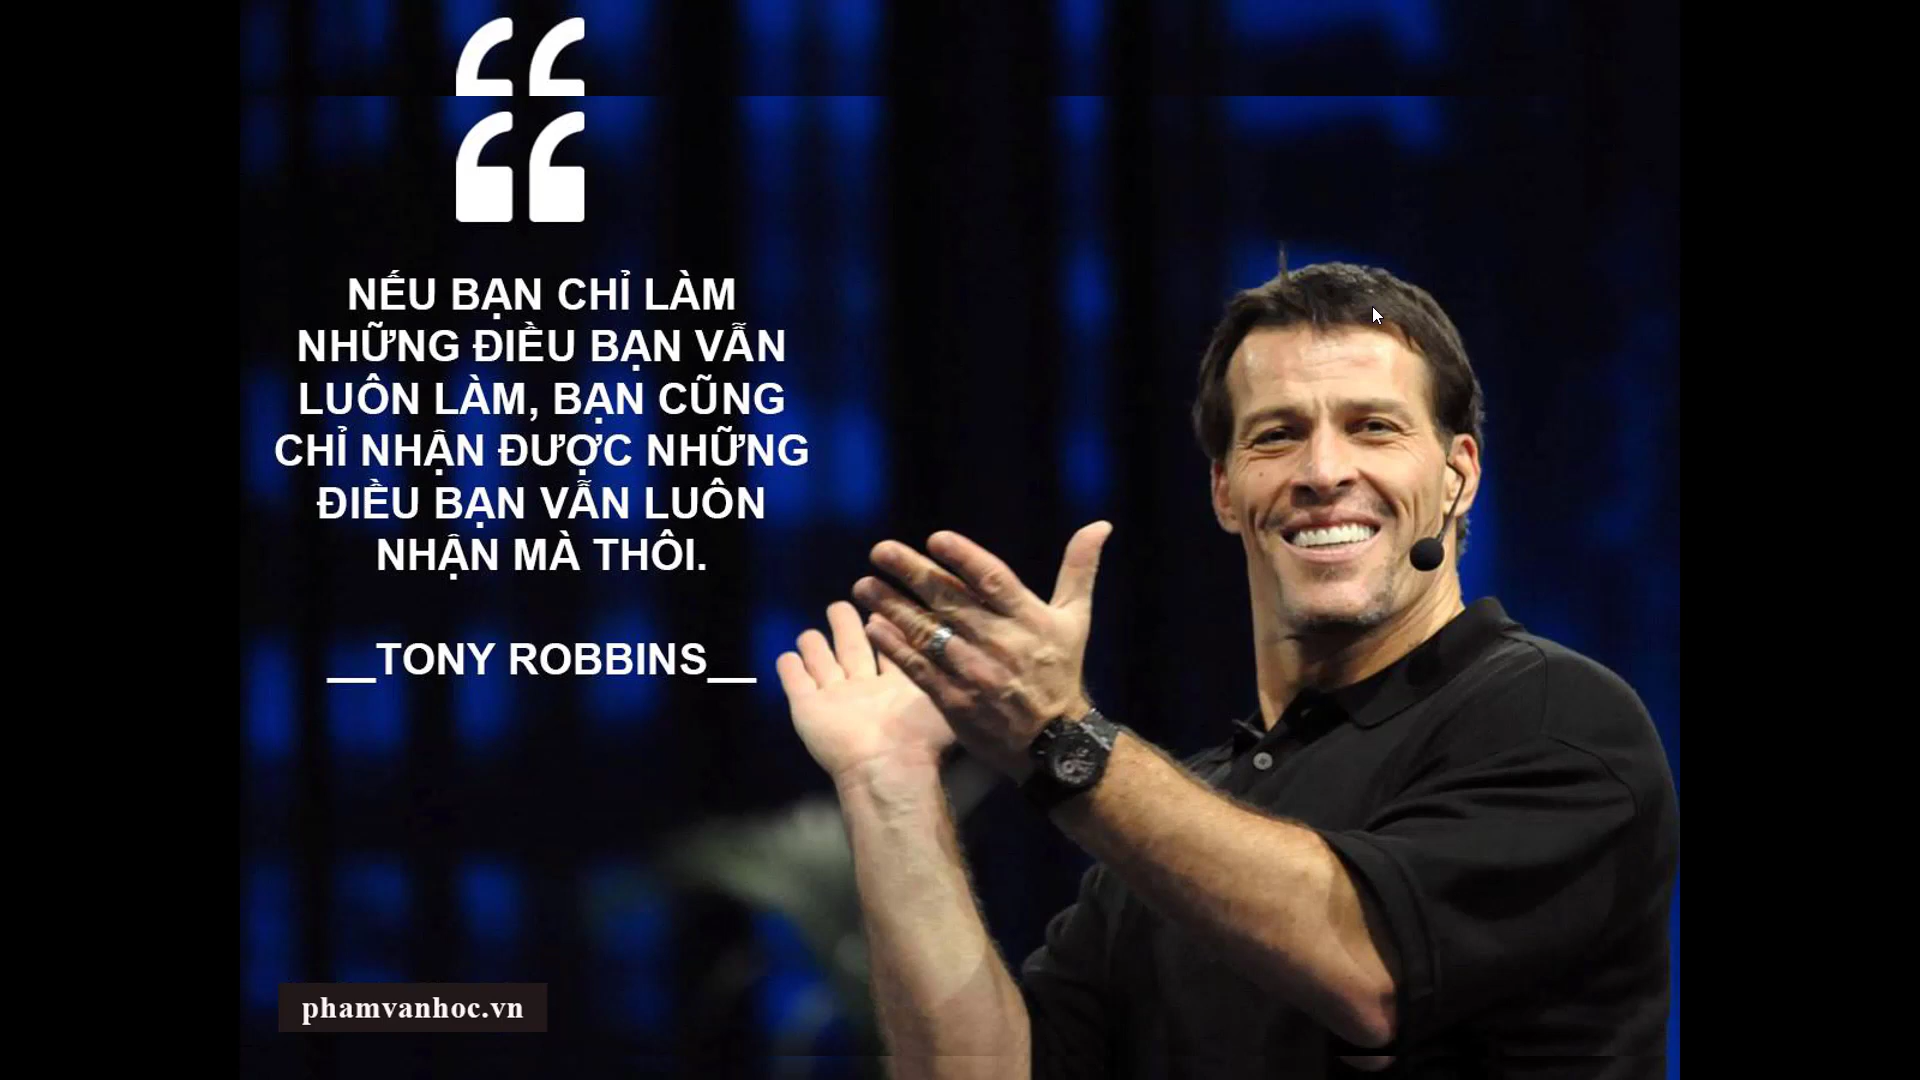 NẾU BẠN CHỈ LÀM
NHỮNG ĐIỀU BẠN VẪN
LUÔN LÀM, BẠN CŨNG
CHỈ NHẬN ĐƯỢC NHỮNG
ĐIỀU BẠN VẪN LUÔN
NHẬN MÀ THÔI.
__TONY ROBBINS__
phamvanhoc.vn